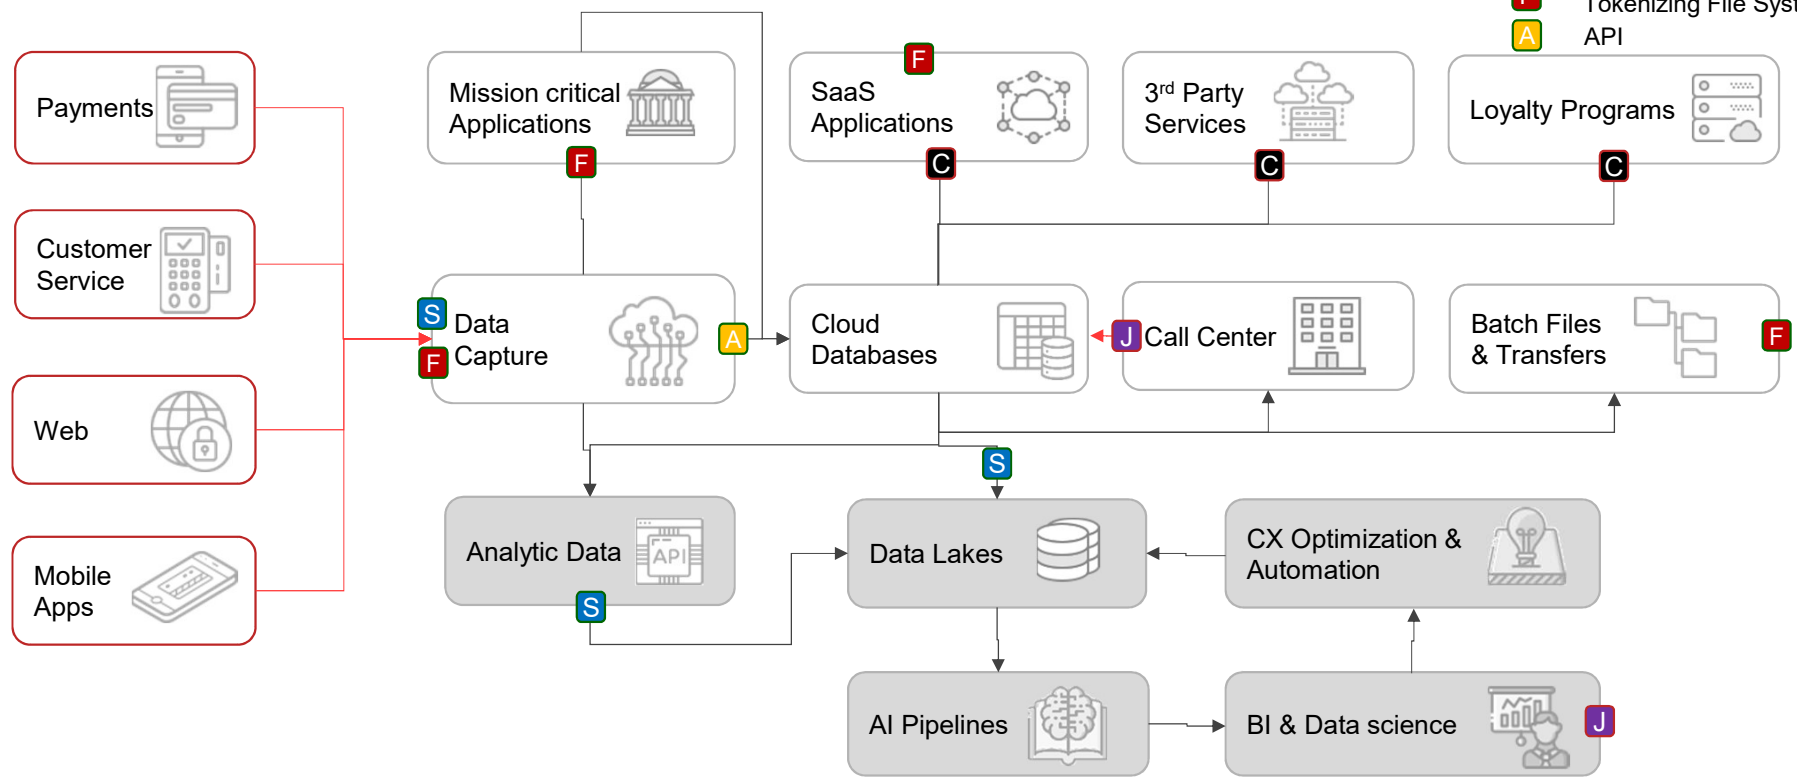 F
Tokenizing File Syst
A API
Payments
Mission critical
Applications
F
F
SaaS
Applications
C
3rd Party
Services
C
Loyalty Programs
C
Customer
Service
S
F
Data
Capture
A
Cloud
Databases
J
Call Center
Batch Files
& Transfers
F
Web
S
Mobile
Apps
Analytic Data
API
S
Data Lakes
CX Optimization &
Automation
AI Pipelines
BI & Data science
J